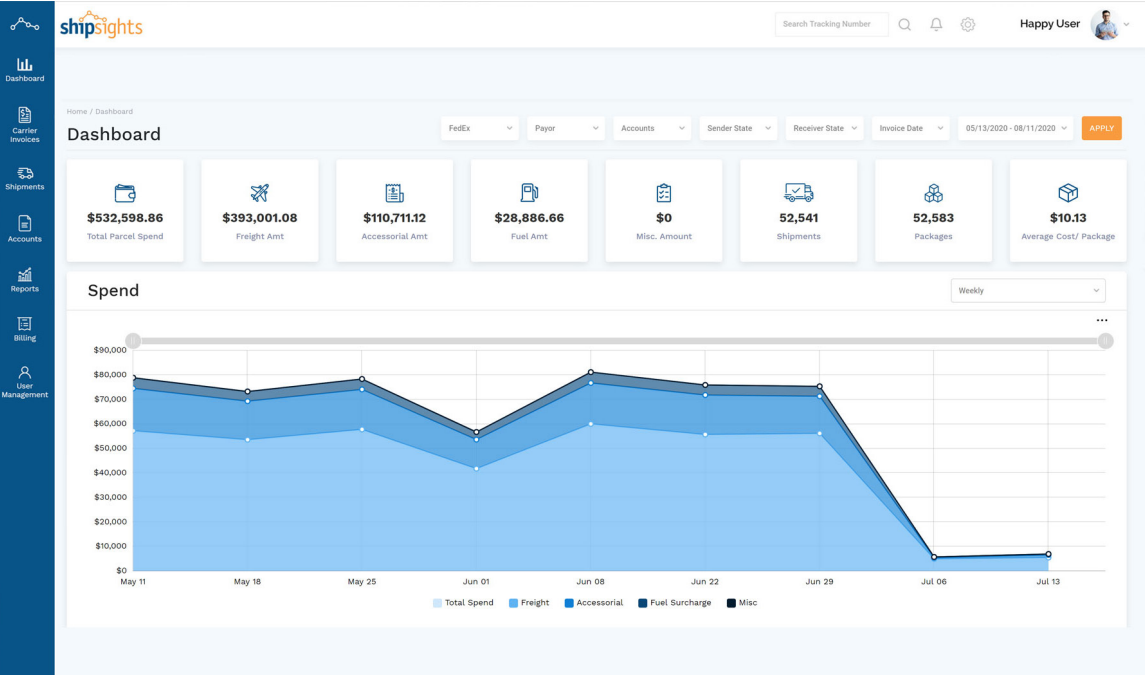 shipsights
Search Tracking Number
Happy User
Dashboard
Carrier
Invoices
Shipments
Accounts
Reports
Billing
User
Management
Home / Dashboard
Dashboard
FedEx
Payor
Accounts
Sender State
Receiver State
Invoice Date
05/13/2020 - 08/11/2020
APPLY
$532,598.86
Total Parcel Spend
$393,001.08
Freight Amt
$110,711.12
Accessorial Amt
$28,886.66
Fuel Amt
$0
Misc. Amount
52,541
Shipments
52,583
Packages
$10.13
Average Cost/ Package
Spend
Weekly
$90,000
$80,000
$70,000
$60,000
$50,000
$40,000
$30,000
$20,000
$10,000
$0
May 11 May 18 May 25 Jun 01 Jun 08 Jun 22 Jun 29 Jul 06 Jul 13
Total Spend Freight Accessorial Fuel Surcharge Misc